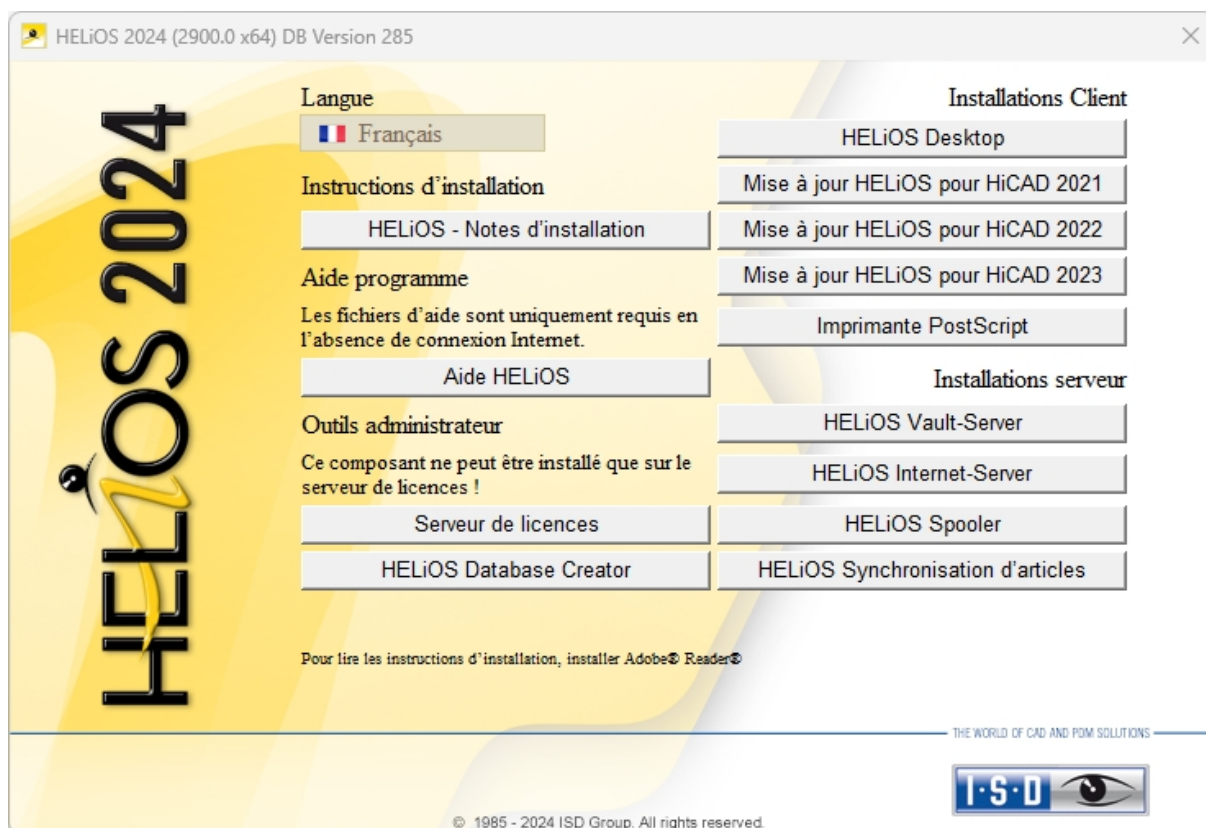 HELiOS 2024 (2900.0 x64) DB Version 285
HELiOS 2024
Langue
Français
Instructions d'installation
HELiOS - Notes d'installation
Aide programme
Les fichiers d'aide sont uniquement requis en
l'absence de connexion Internet.
Aide HELiOS
Outils administrateur
Ce composant ne peut être installé que sur le
serveur de licences !
Serveur de licences
HELiOS Database Creator
Pour lire les instructions d'installation, installer Adobe® Reader®
Installations Client
HELiOS Desktop
Mise à jour HELiOS pour HiCAD 2021
Mise à jour HELiOS pour HiCAD 2022
Mise à jour HELiOS pour HiCAD 2023
Imprimante PostScript
Installations serveur
HELiOS Vault-Server
HELiOS Internet-Server
HELiOS Spooler
HELiOS Synchronisation d'articles
THE WORLD OF CAD AND PDM SOLUTIONS
I·S·D
© 1985 - 2024 ISD Group. All rights reserved.